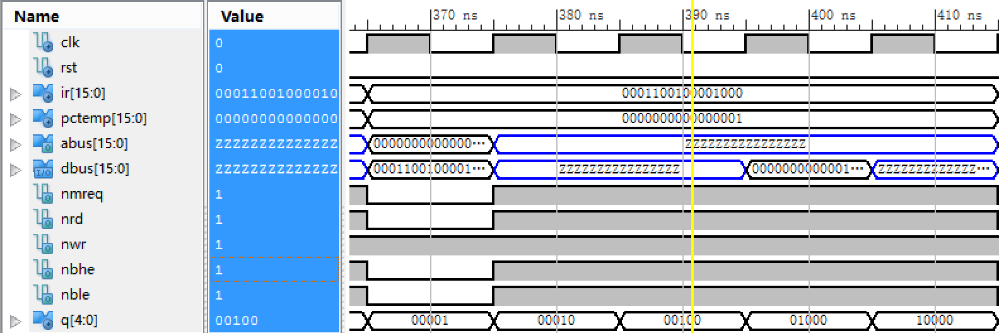 Name Value 370 ns 380 ns 390 ns 400 ns 410 ns
clk 0
rst 0
ir[15:0] 00011001000010 0001100100001000
pctemp[15:0] 00000000000000 0000000000000001
abus[15:0] ZZZZZZZZZZZZZZ 0000000000000... ZZZZZZZZZZZZZZZZ
dbus[15:0] ZZZZZZZZZZZZZZ 0001100100001... ZZZZZZZZZZZZZZZZ 0000000000001... ZZZZZZZZZZZZZ...
nmreq 1
nrd 1
nwr 1
nbhe 1
nble 1
q[4:0] 00100 00001 00010 00100 01000 10000